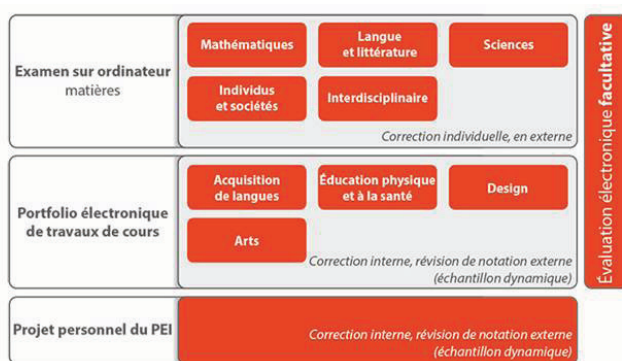 Examen sur ordinateur
matières
Mathématiques
Langue
et littérature
Sciences
Individus
et sociétés
Interdisciplinaire
Correction individuelle, en externe
Portfolio électronique
de travaux de cours
Acquisition
de langues
Éducation physique
et à la santé
Design
Arts
Correction interne, révision de notation externe
(échantillon dynamique)
Projet personnel du PEI
Correction interne, révision de notation externe
(échantillon dynamique)
Évaluation électronique facultative